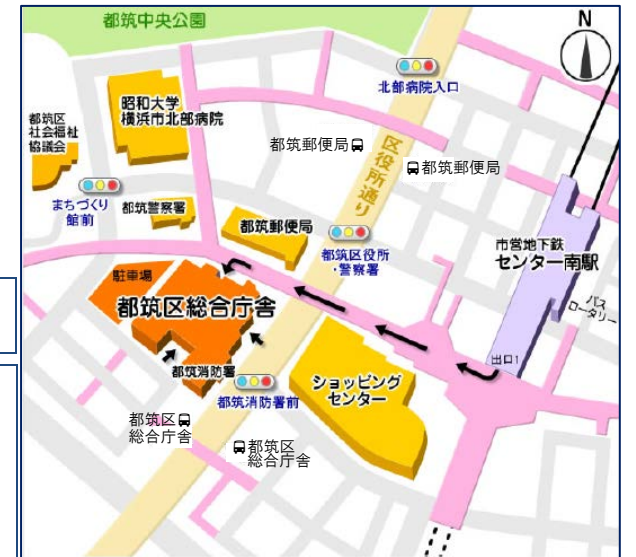 都筑中央公園
N
北部病院入口
昭和大学
横浜市北部病院
都筑区
社会福祉
協議会
都筑郵便局
都筑郵便局
区役所通り
まちづくり
館前
都筑警察署
都筑郵便局
都筑区役所
・警察署
市営地下鉄
センター南駅
バス
ロータリー
駐車場
都筑区総合庁舎
出口1
都筑消防署
都筑消防署前
ショッピング
センター
都筑区
総合庁舎
都筑区
総合庁舎